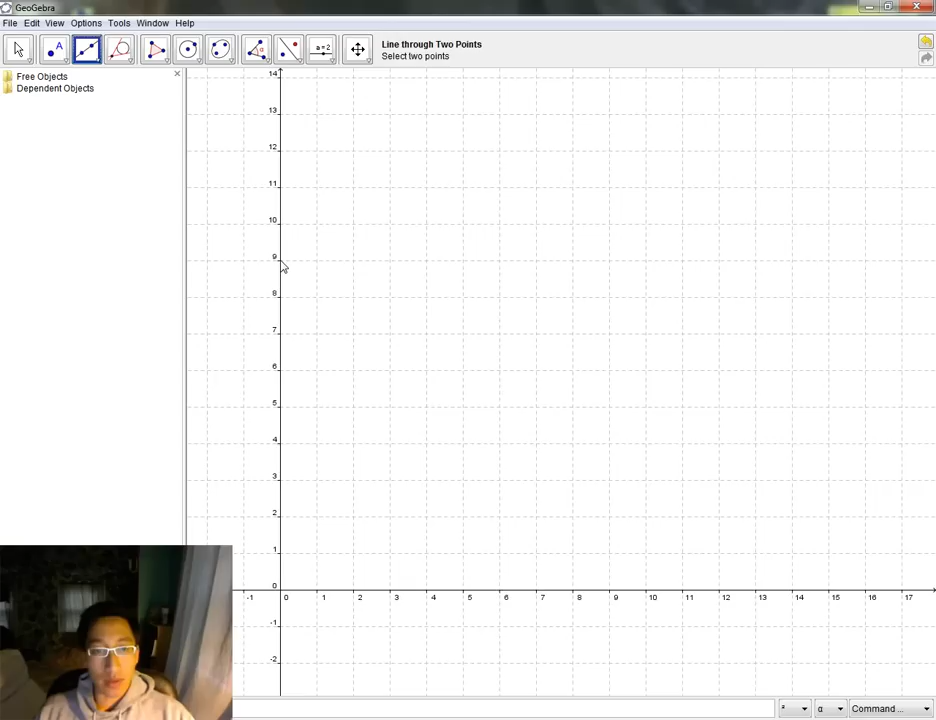 GeoGebra
File Edit View Options Tools Window Help
A
α
a=2
Line through Two Points
Select two points
Free Objects
Dependent Objects
14
13
12
11
10
9
8
7
6
5
4
3
2
1
0
-1 0 1 2 3 4 5 6 7 8 9 10 11 12 13 14 15 16 17
-1
-2
² α Command ...